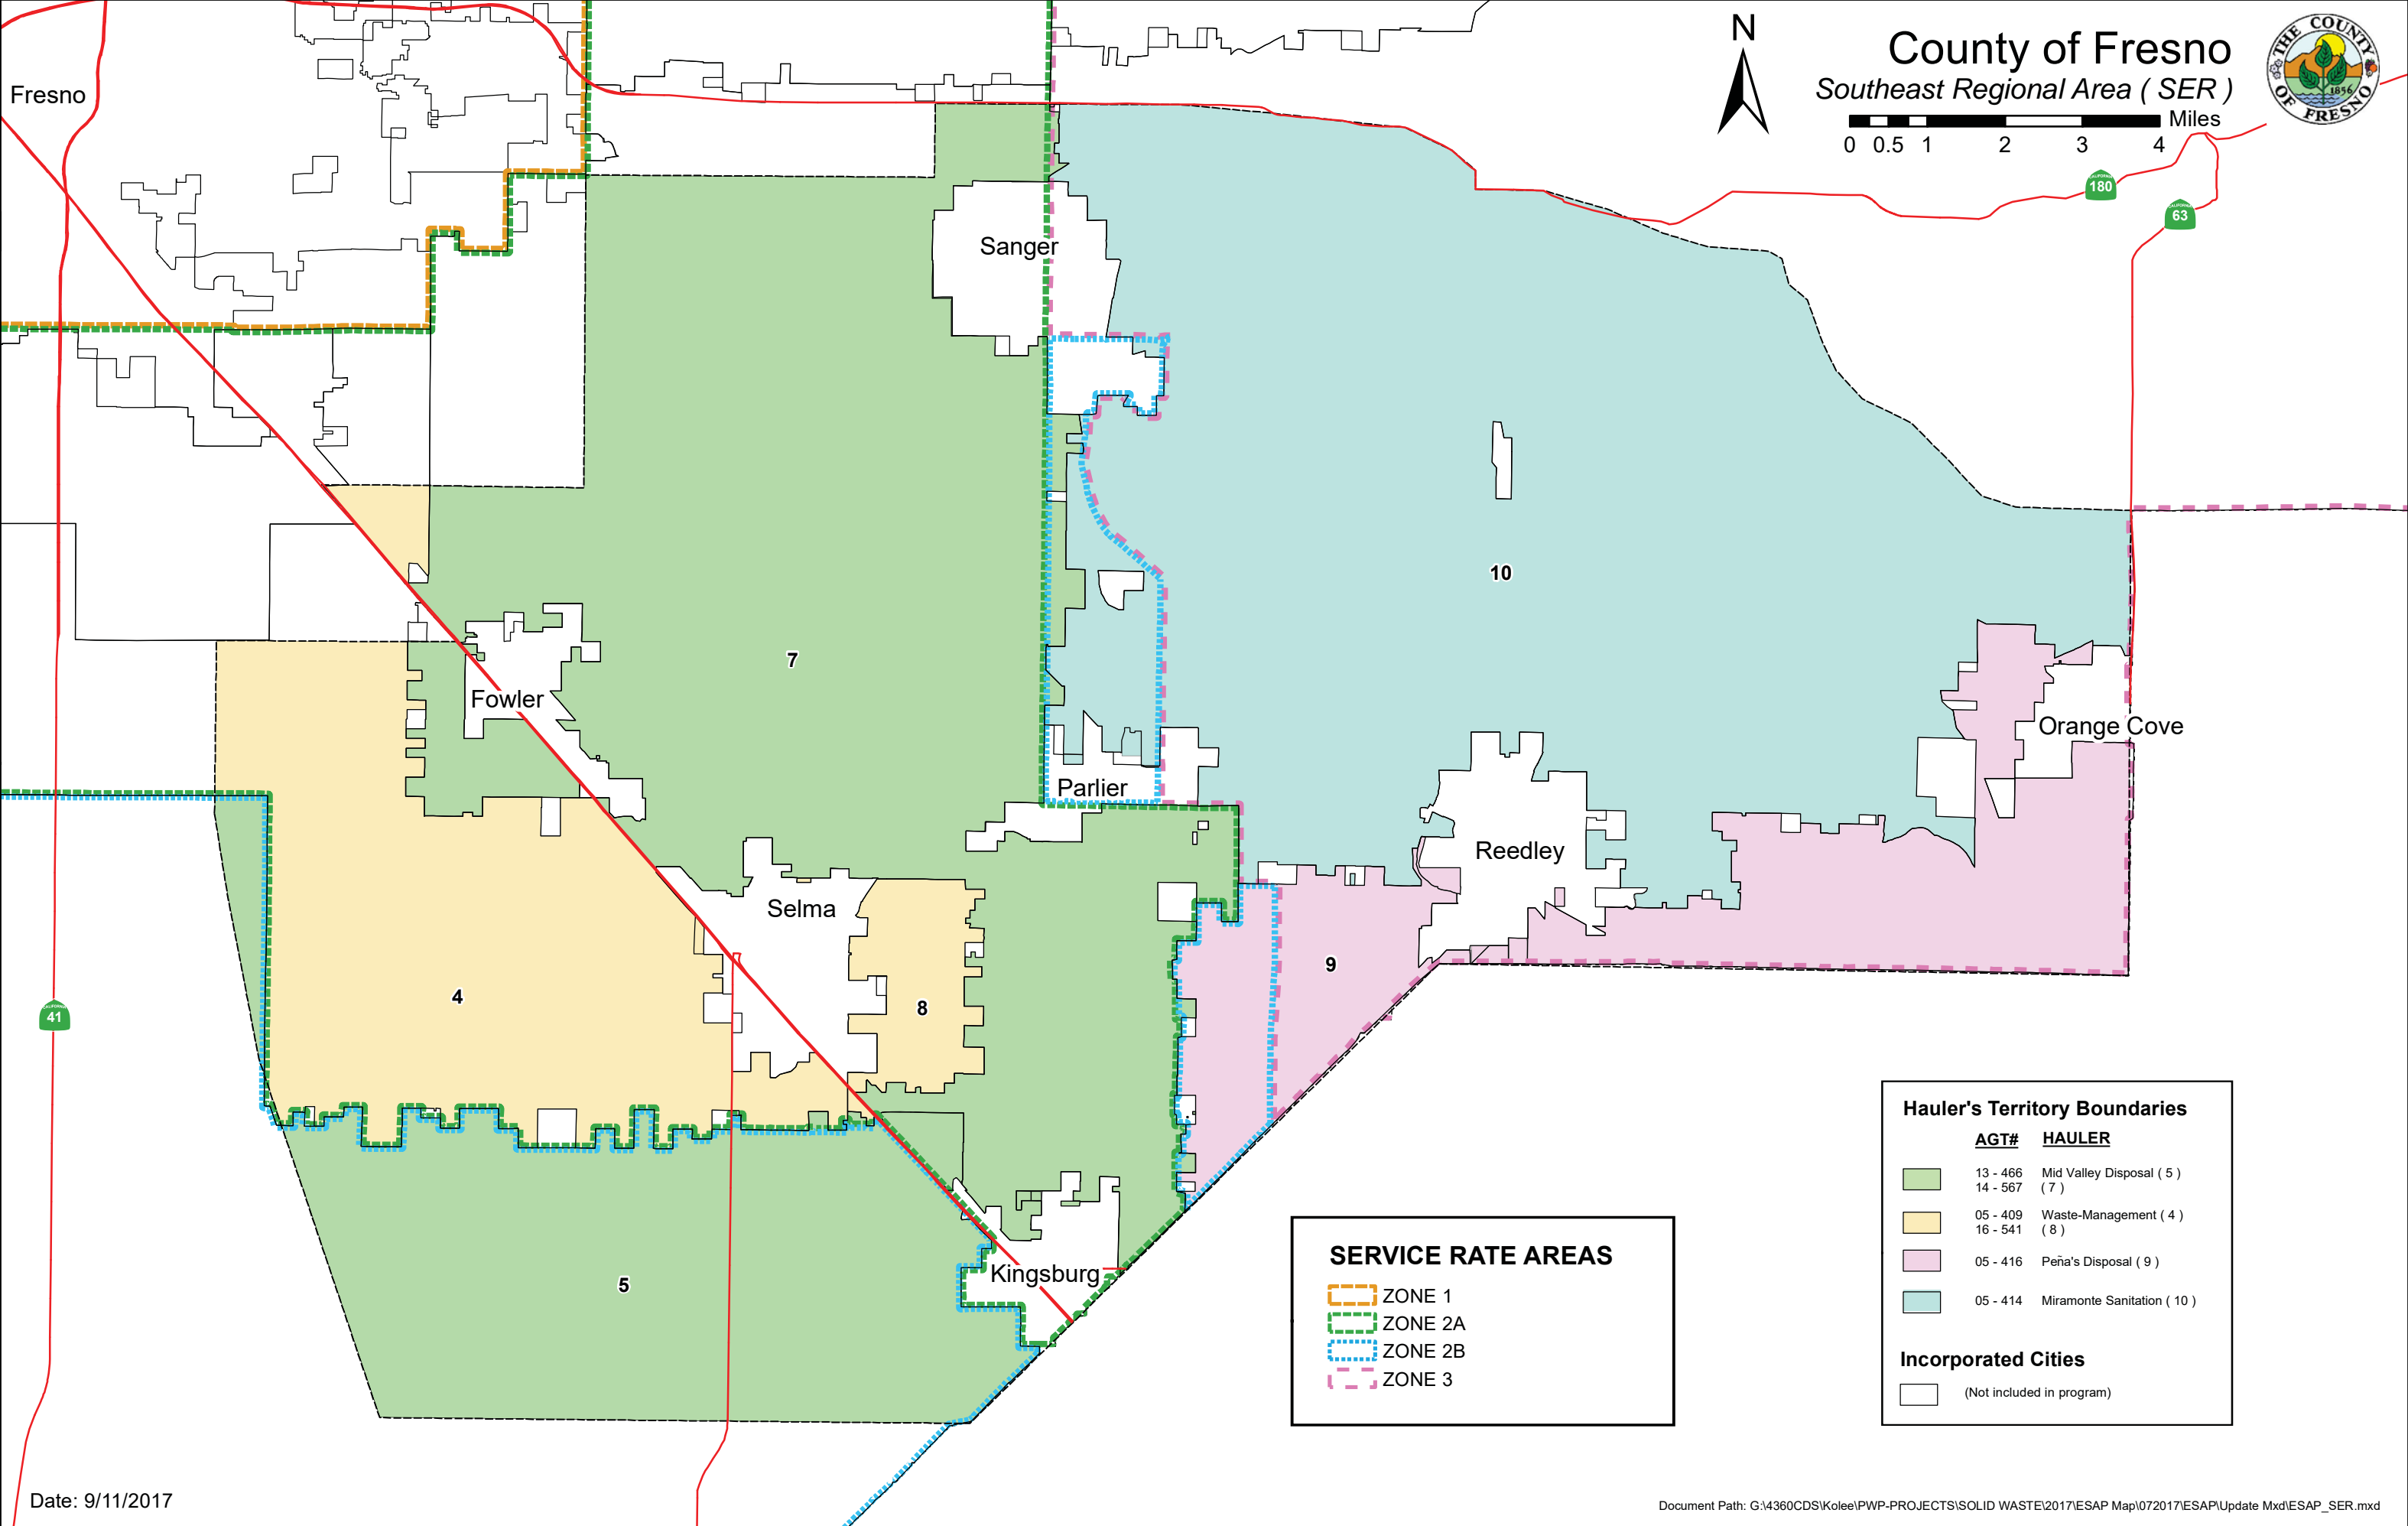 N
County of Fresno
Southeast Regional Area ( SER )
Miles
0 0.5 1 2 3 4
THE COUNTY OF FRESNO
1856
Fresno
CALIFORNIA
180
CALIFORNIA
63
Sanger
10
7
Fowler
Orange Cove
Parlier
Reedley
Selma
9
4
8
CALIFORNIA
41
5
Kingsburg
SERVICE RATE AREAS
ZONE 1
ZONE 2A
ZONE 2B
ZONE 3
Hauler's Territory Boundaries
AGT# HAULER
13 - 466 Mid Valley Disposal ( 5 )
14 - 567 ( 7 )
05 - 409 Waste-Management ( 4 )
16 - 541 ( 8 )
05 - 416 Peña's Disposal ( 9 )
05 - 414 Miramonte Sanitation ( 10 )
Incorporated Cities
(Not included in program)
Date: 9/11/2017
Document Path: G:\4360CDS\Kolee\PWP-PROJECTS\SOLID WASTE\2017\ESAP Map\072017\ESAP\Update Mxd\ESAP_SER.mxd